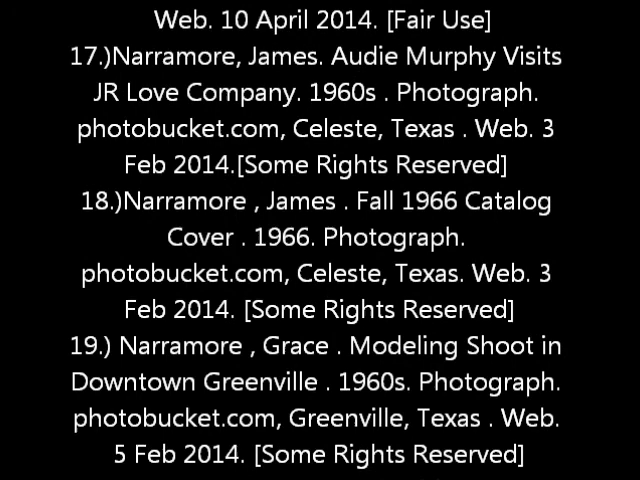 Web. 10 April 2014. [Fair Use]
17.)Narramore, James. Audie Murphy Visits
JR Love Company. 1960s . Photograph.
photobucket.com, Celeste, Texas . Web. 3
Feb 2014.[Some Rights Reserved]
18.)Narramore , James . Fall 1966 Catalog
Cover . 1966. Photograph.
photobucket.com, Celeste, Texas. Web. 3
Feb 2014. [Some Rights Reserved]
19.) Narramore , Grace . Modeling Shoot in
Downtown Greenville . 1960s. Photograph.
photobucket.com, Greenville, Texas . Web.
5 Feb 2014. [Some Rights Reserved]